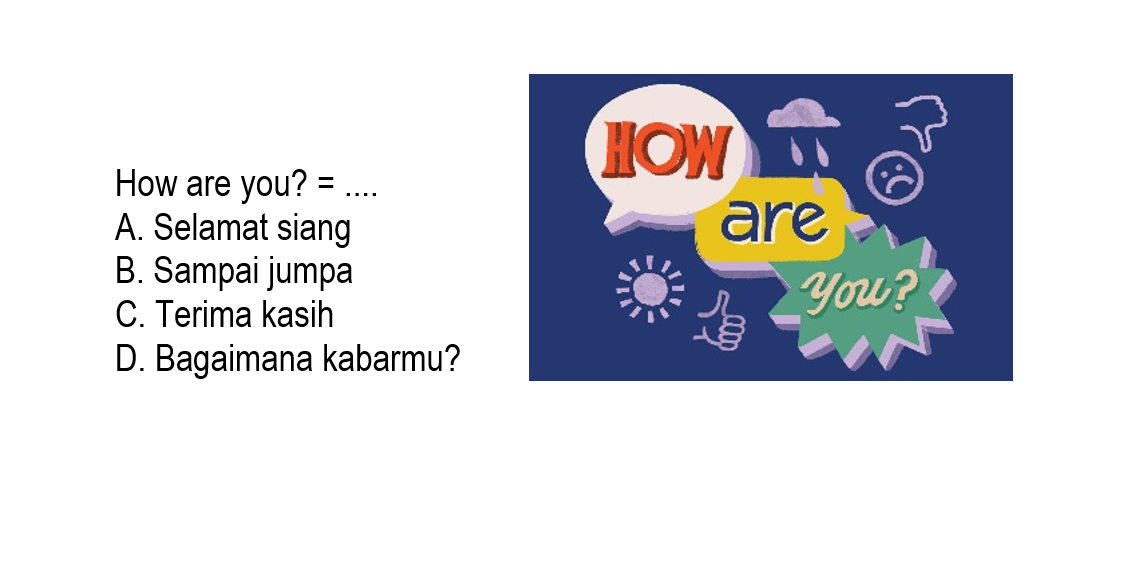 How are you? = ....
A. Selamat siang
B. Sampai jumpa
C. Terima kasih
D. Bagaimana kabarmu?
HOW
are
you?